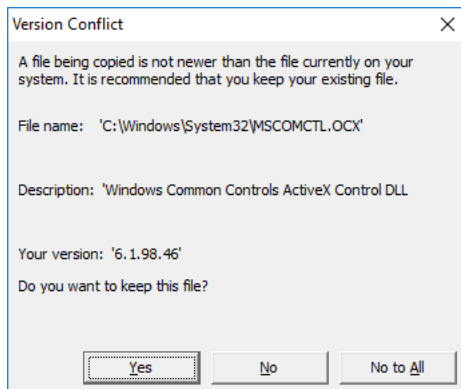 Version Conflict
A file being copied is not newer than the file currently on your
system. It is recommended that you keep your existing file.
File name: 'C:\Windows\System32\MSCOMCTL.OCX'
Description: 'Windows Common Controls ActiveX Control DLL
Your version: '6.1.98.46'
Do you want to keep this file?
Yes
No
No to All